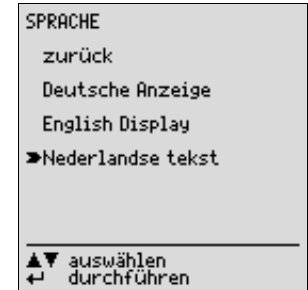 SPRACHE
zurück
Deutsche Anzeige
English Display
Nederlandse tekst
auswählen
durchführen